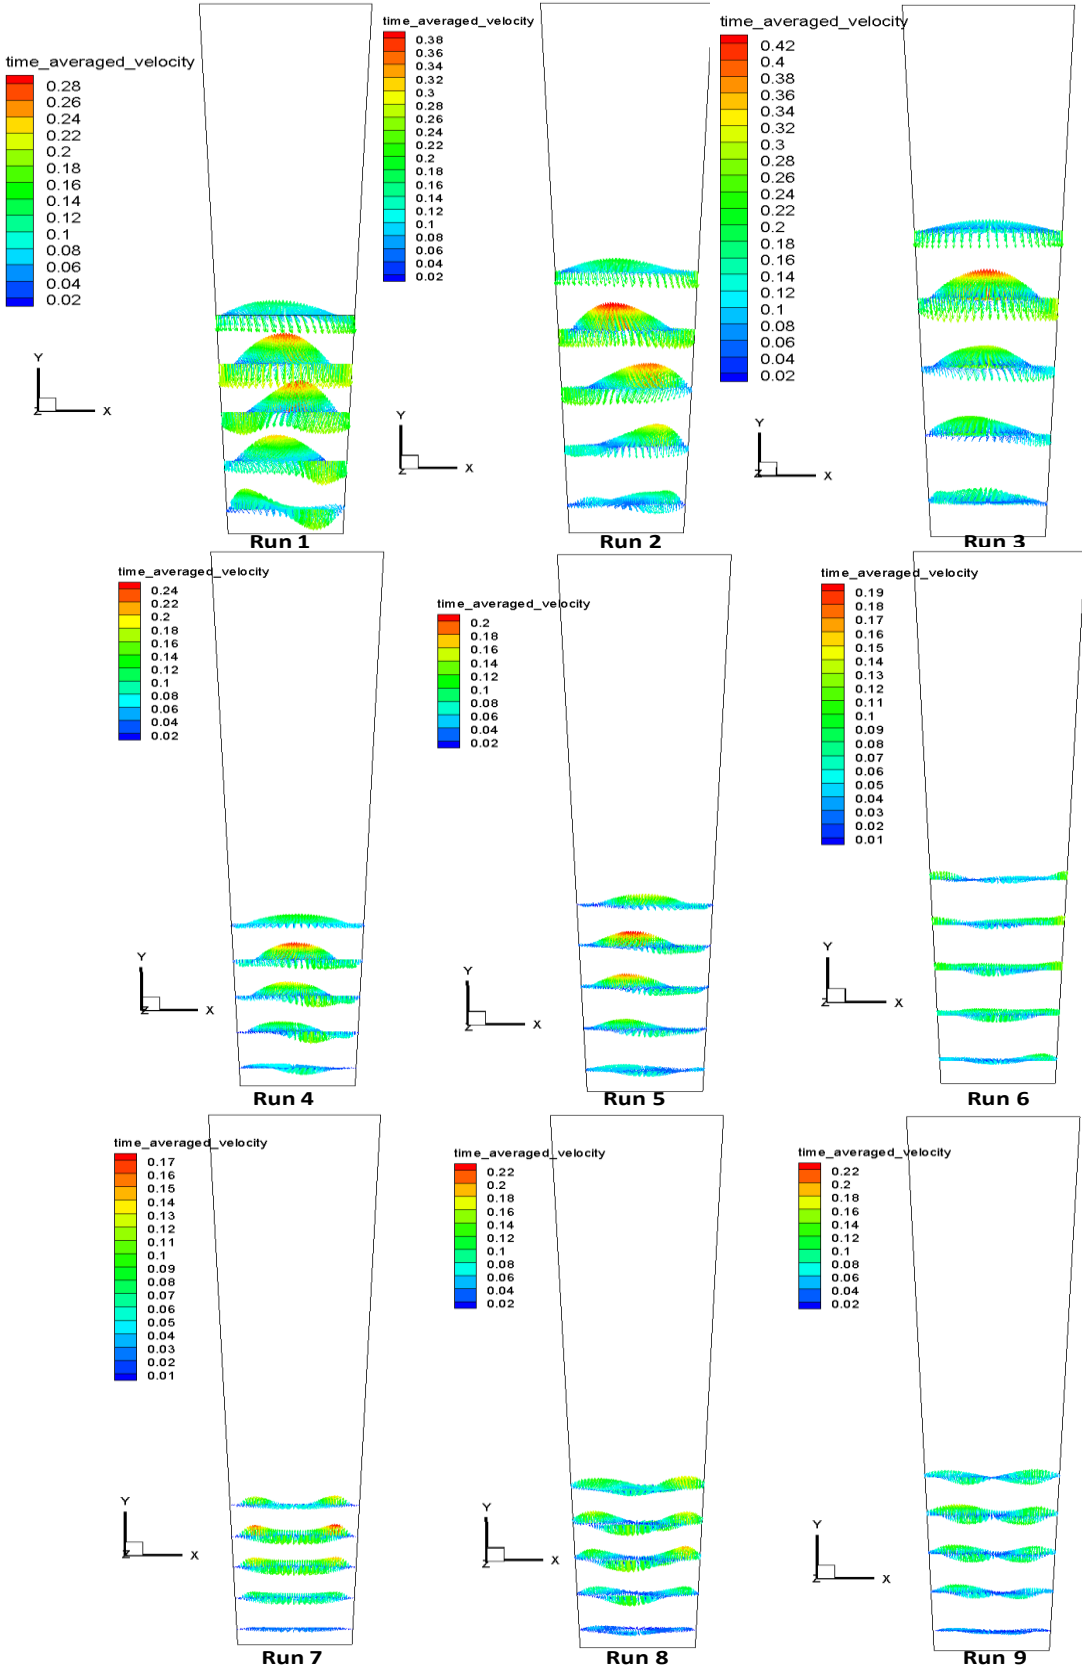 time_averaged_velocity
0.28
0.26
0.24
0.22
0.2
0.18
0.16
0.14
0.12
0.1
0.08
0.06
0.04
0.02
Y
Z
X
Run 1
time_averaged_velocity
0.38
0.36
0.34
0.32
0.3
0.28
0.26
0.24
0.22
0.2
0.18
0.16
0.14
0.12
0.1
0.08
0.06
0.04
0.02
Y
Z
X
Run 2
time_averaged_velocity
0.42
0.4
0.38
0.36
0.34
0.32
0.3
0.28
0.26
0.24
0.22
0.2
0.18
0.16
0.14
0.12
0.1
0.08
0.06
0.04
0.02
Y
Z
X
Run 3
time_averaged_velocity
0.24
0.22
0.2
0.18
0.16
0.14
0.12
0.1
0.08
0.06
0.04
0.02
Y
Z
X
Run 4
time_averaged_velocity
0.2
0.18
0.16
0.14
0.12
0.1
0.08
0.06
0.04
0.02
Y
Z
X
Run 5
time_averaged_velocity
0.19
0.18
0.17
0.16
0.15
0.14
0.13
0.12
0.11
0.1
0.09
0.08
0.07
0.06
0.05
0.04
0.03
0.02
0.01
Y
Z
X
Run 6
time_averaged_velocity
0.17
0.16
0.15
0.14
0.13
0.12
0.11
0.1
0.09
0.08
0.07
0.06
0.05
0.04
0.03
0.02
0.01
Y
Z
X
Run 7
time_averaged_velocity
0.22
0.2
0.18
0.16
0.14
0.12
0.1
0.08
0.06
0.04
0.02
Y
Z
X
Run 8
time_averaged_velocity
0.22
0.2
0.18
0.16
0.14
0.12
0.1
0.08
0.06
0.04
0.02
Y
Z
X
Run 9